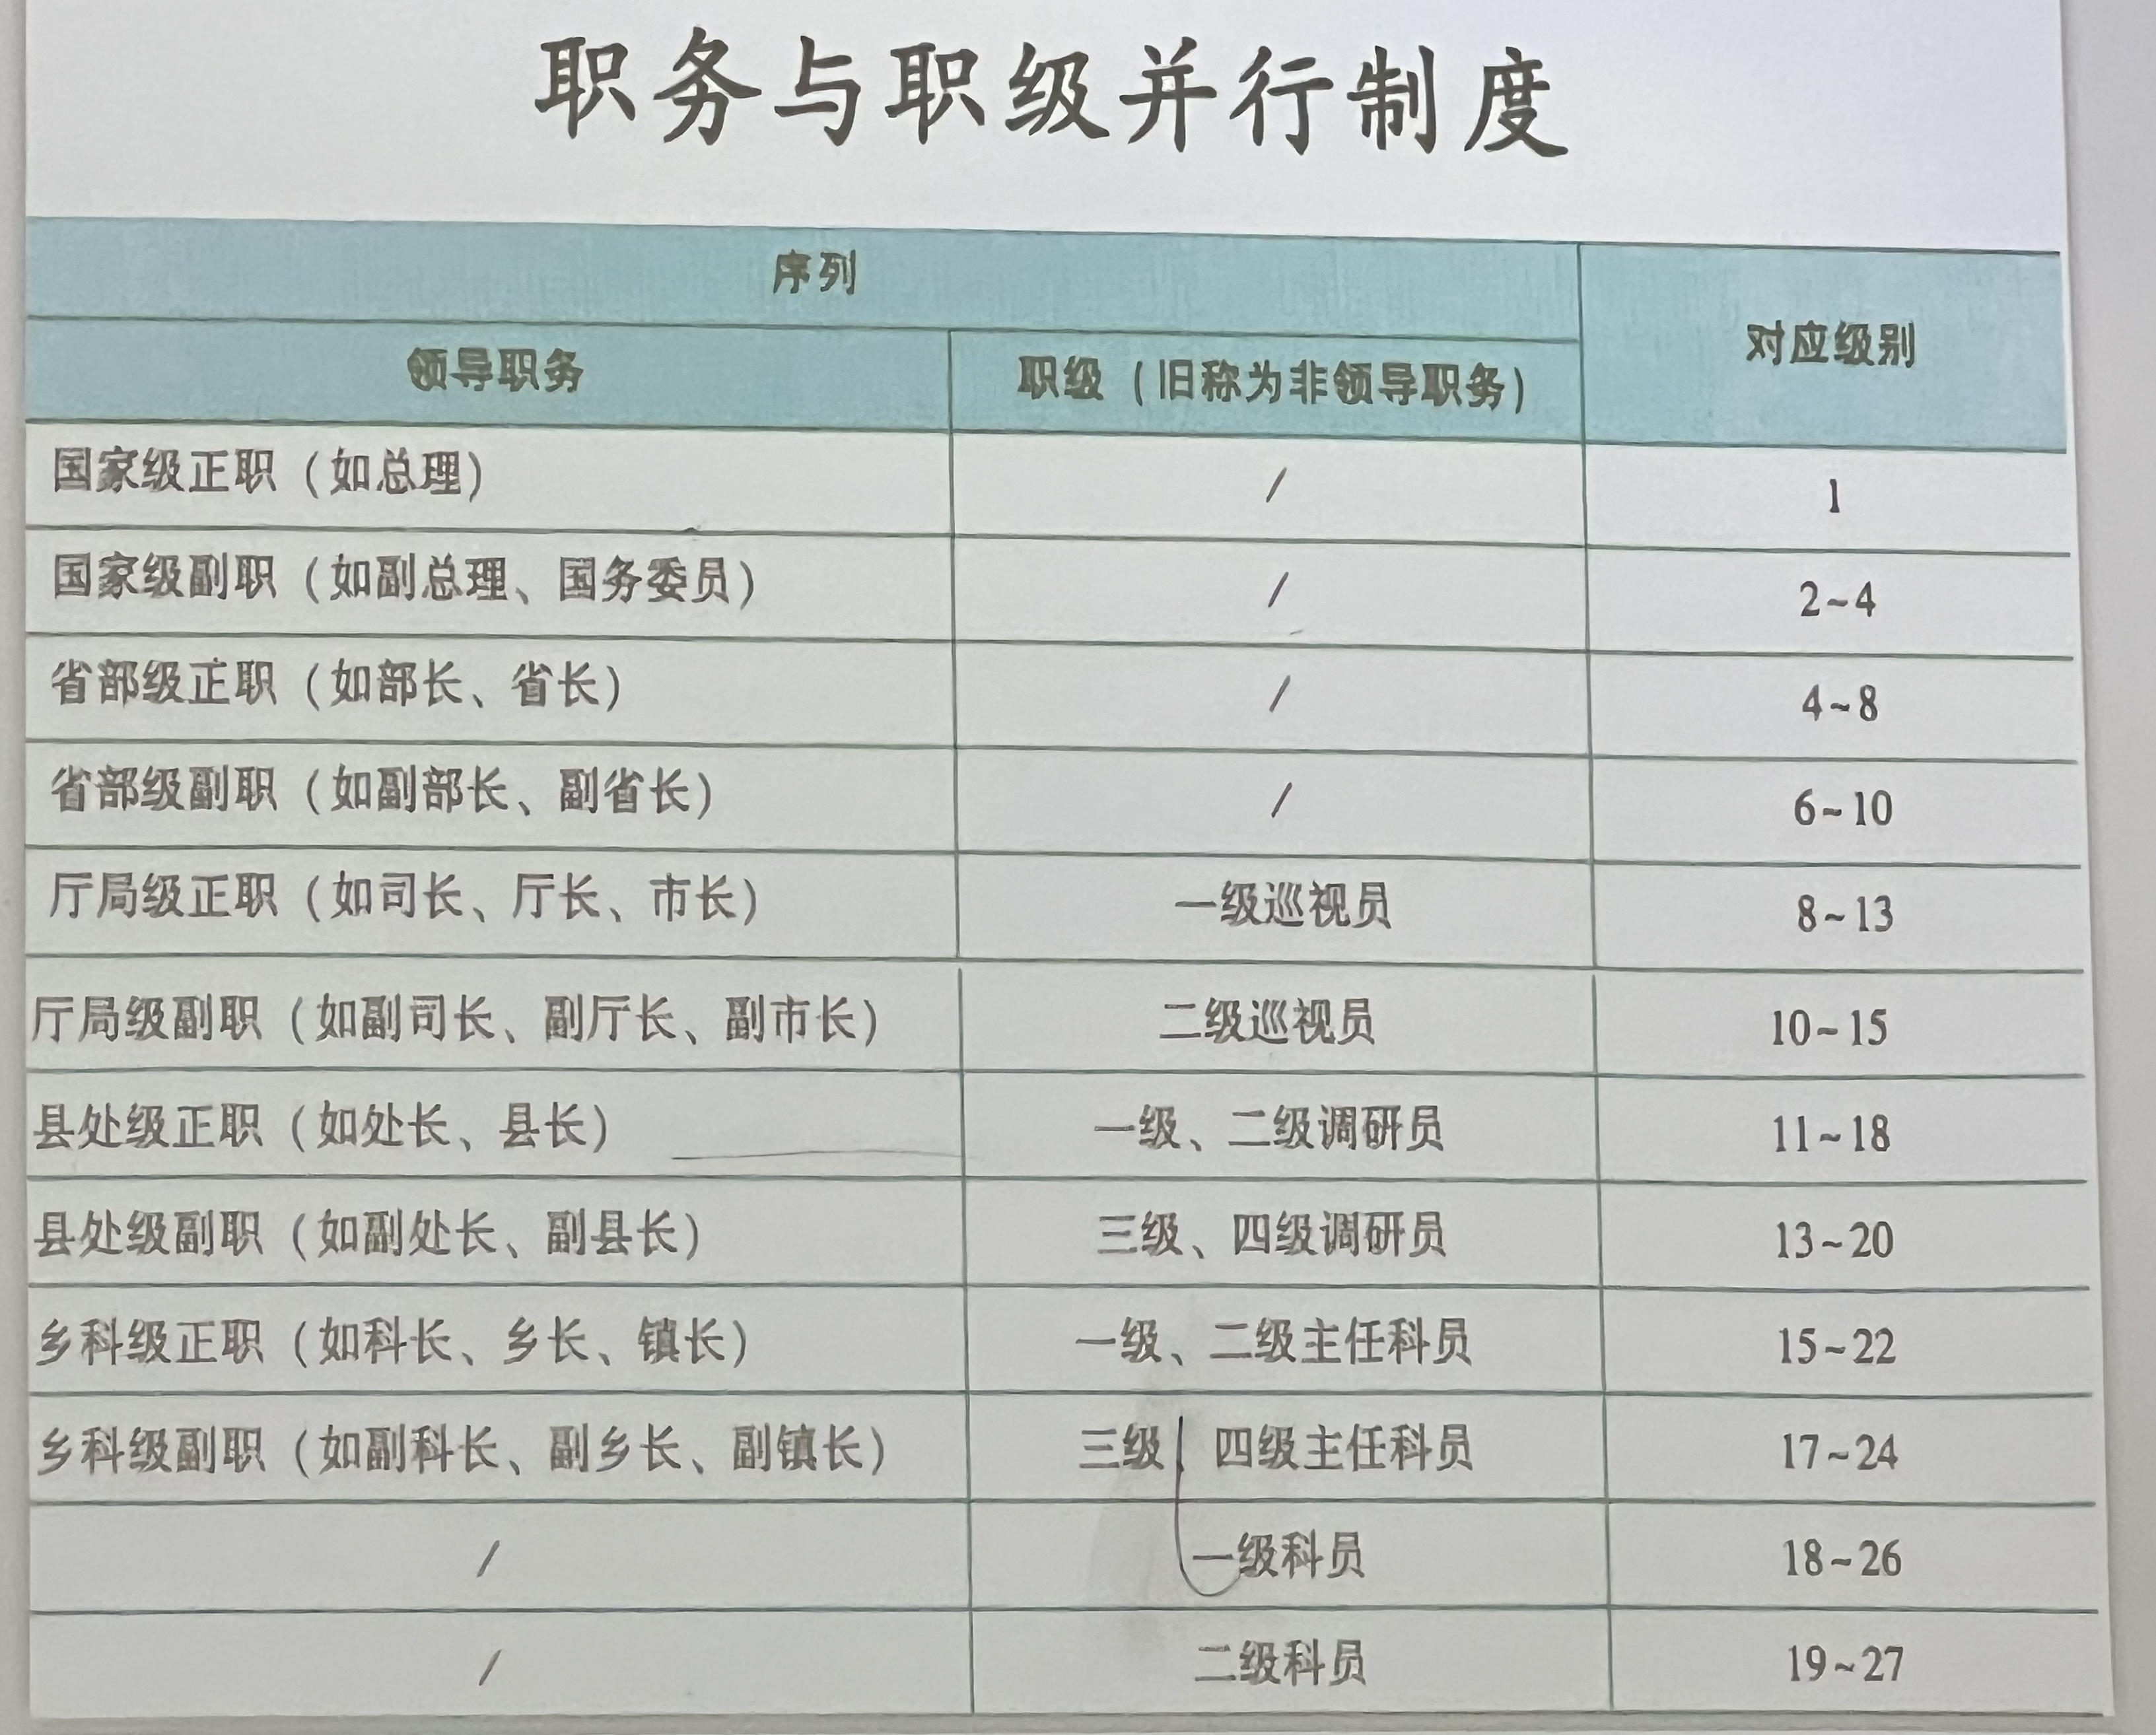 职务与职级并行制度
序列
对应级别
领导职务
职级（旧称为非领导职务）
国家级正职（如总理） / 1
国家级副职（如副总理、国务委员） / 2~4
省部级正职（如部长、省长） / 4~8
省部级副职（如副部长、副省长） / 6~10
厅局级正职（如司长、厅长、市长） 一级巡视员 8~13
厅局级副职（如副司长、副厅长、副市长） 二级巡视员 10~15
县处级正职（如处长、县长） 一级、二级调研员 11~18
县处级副职（如副处长、副县长） 三级、四级调研员 13~20
乡科级正职（如科长、乡长、镇长） 一级、二级主任科员 15~22
乡科级副职（如副科长、副乡长、副镇长） 三级、四级主任科员 17~24
/ 一级科员 18~26
/ 二级科员 19~27